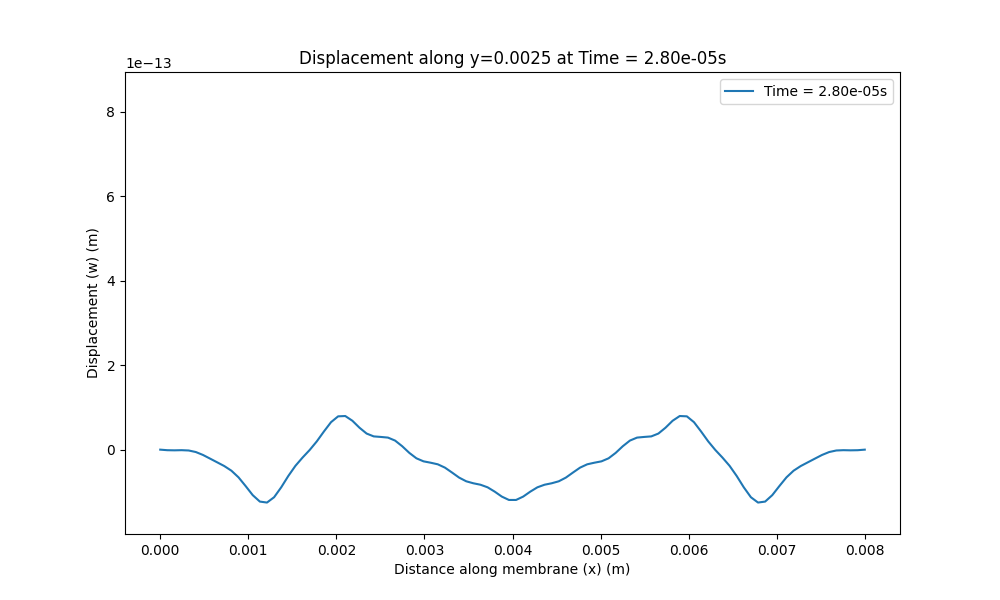 Displacement along y=0.0025 at Time = 2.80e-05s
1e−13
Time = 2.80e-05s
8
6
4
2
0
Displacement (w) (m)
0.000 0.001 0.002 0.003 0.004 0.005 0.006 0.007 0.008
Distance along membrane (x) (m)